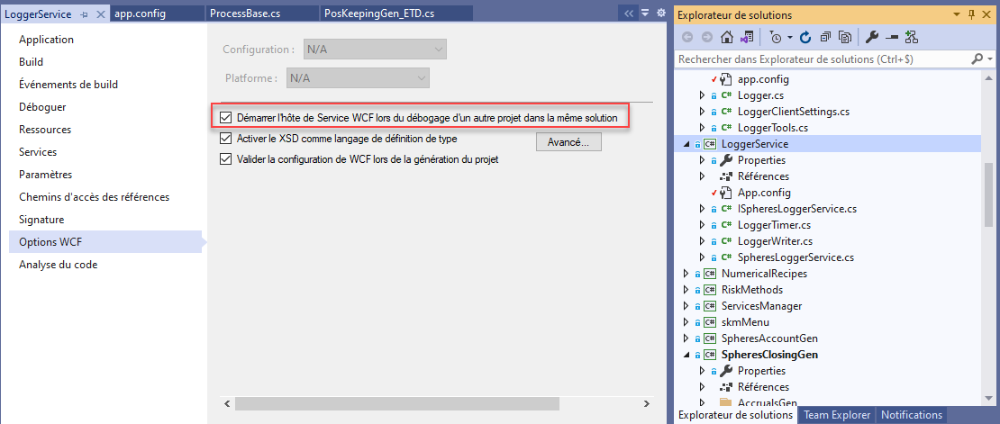 LoggerService
app.config
ProcessBase.cs
PosKeepingGen_ETD.cs
Application
Build
Événements de build
Déboguer
Ressources
Services
Paramètres
Chemins d'accès des références
Signature
Options WCF
Analyse du code
Configuration : N/A
Platforme : N/A
Démarrer l'hôte de Service WCF lors du débogage d'un autre projet dans la même solution
Activer le XSD comme langage de définition de type
Avancé...
Valider la configuration de WCF lors de la génération du projet
Explorateur de solutions
Rechercher dans Explorateur de solutions (Ctrl+$)
app.config
C# Logger.cs
C# LoggerClientSettings.cs
C# LoggerTools.cs
C# LoggerService
Properties
Références
App.config
C# ISpheresLoggerService.cs
C# LoggerTimer.cs
C# LoggerWriter.cs
C# SpheresLoggerService.cs
C# NumericalRecipes
C# RiskMethods
C# ServicesManager
C# skmMenu
C# SpheresAccountGen
C# SpheresClosingGen
Properties
Références
AccrualsGen
Explorateur de solutions
Team Explorer
Notifications